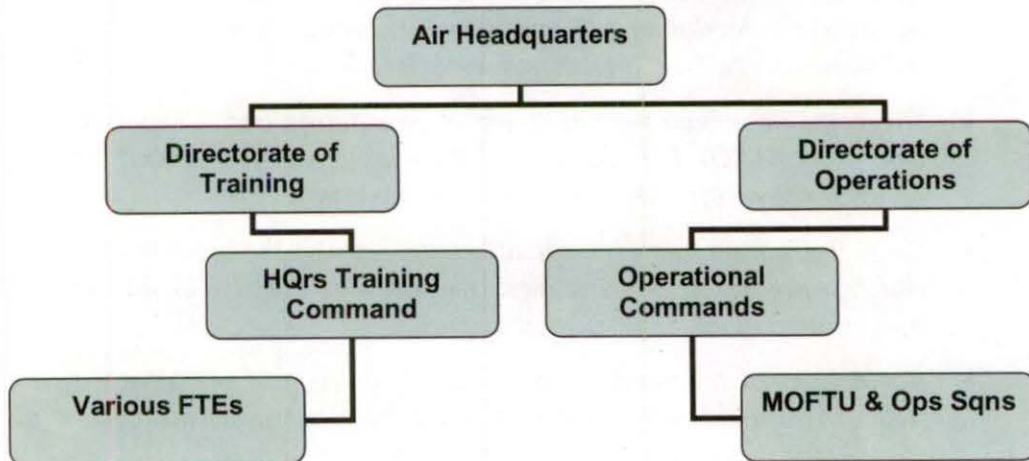 Air Headquarters
Directorate of
Training
Directorate of
Operations
HQrs Training
Command
Operational
Commands
Various FTEs
MOFTU & Ops Sqns